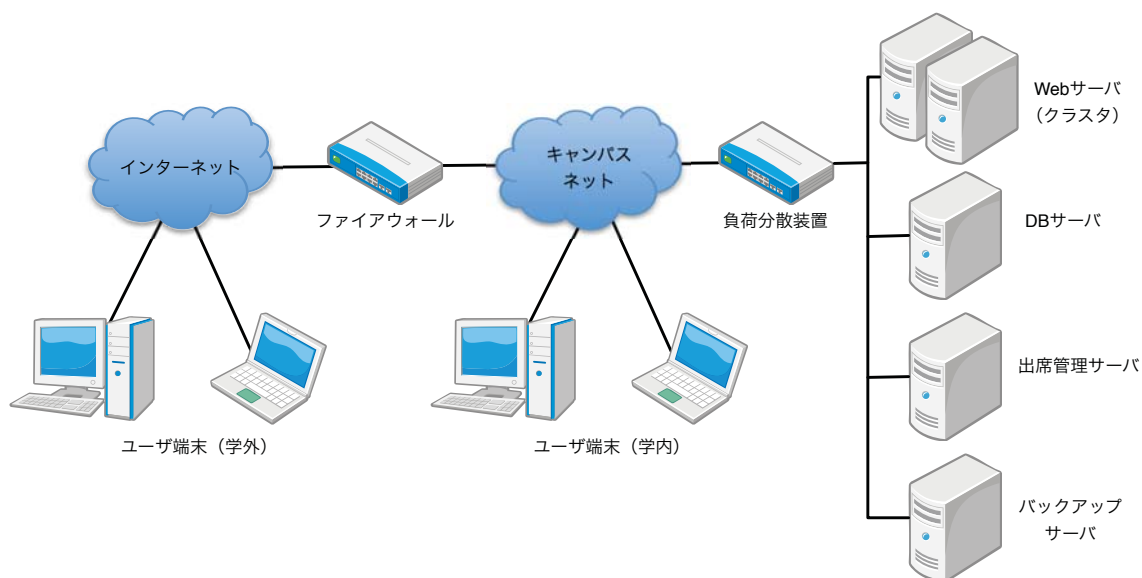 インターネット
ファイアウォール
キャンパス
ネット
負荷分散装置
Webサーバ
（クラスタ）
DBサーバ
出席管理サーバ
バックアップ
サーバ
ユーザ端末（学外）
ユーザ端末（学内）